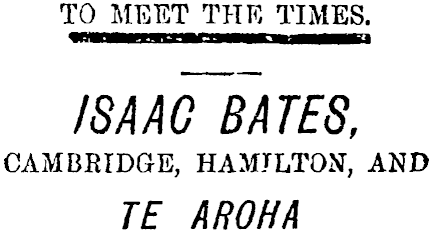 TO MEET THE TIMES.
ISAAC BATES,
CAMBRIDGE, HAMILTON, AND
TE AROHA